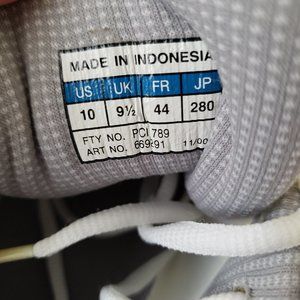 MADE IN INDONESIA
US UK FR JP
10 9½ 44 280
FTY NO. PCI 789
ART NO. 669291 11/00